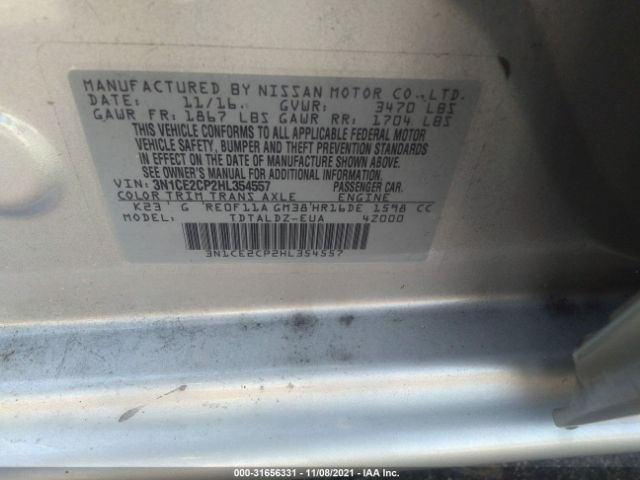 MANUFACTURED BY NISSAN MOTOR CO., LTD.
DATE: 11/16. GVWR: 3470 LBS
GAWR FR: 1867 LBS GAWR RR: 1704 LBS
THIS VEHICLE CONFORMS TO ALL APPLICABLE FEDERAL MOTOR
VEHICLE SAFETY, BUMPER AND THEFT PREVENTION STANDARDS
IN EFFECT ON THE DATE OF MANUFACTURE SHOWN ABOVE.
SEE OWNER'S MANUAL FOR ADDITIONAL INFORMATION.
VIN: 3N1CE2CP2HL354557 PASSENGER CAR.
COLOR TRIM TRANS AXLE ENGINE
K23 G RE0F11A GM38 HR16DE 1598 CC
MODEL: TDTALDZ-EUA 42000
3N1CE2CP2HL354557
000-31656331 - 11/08/2021 - IAA Inc.